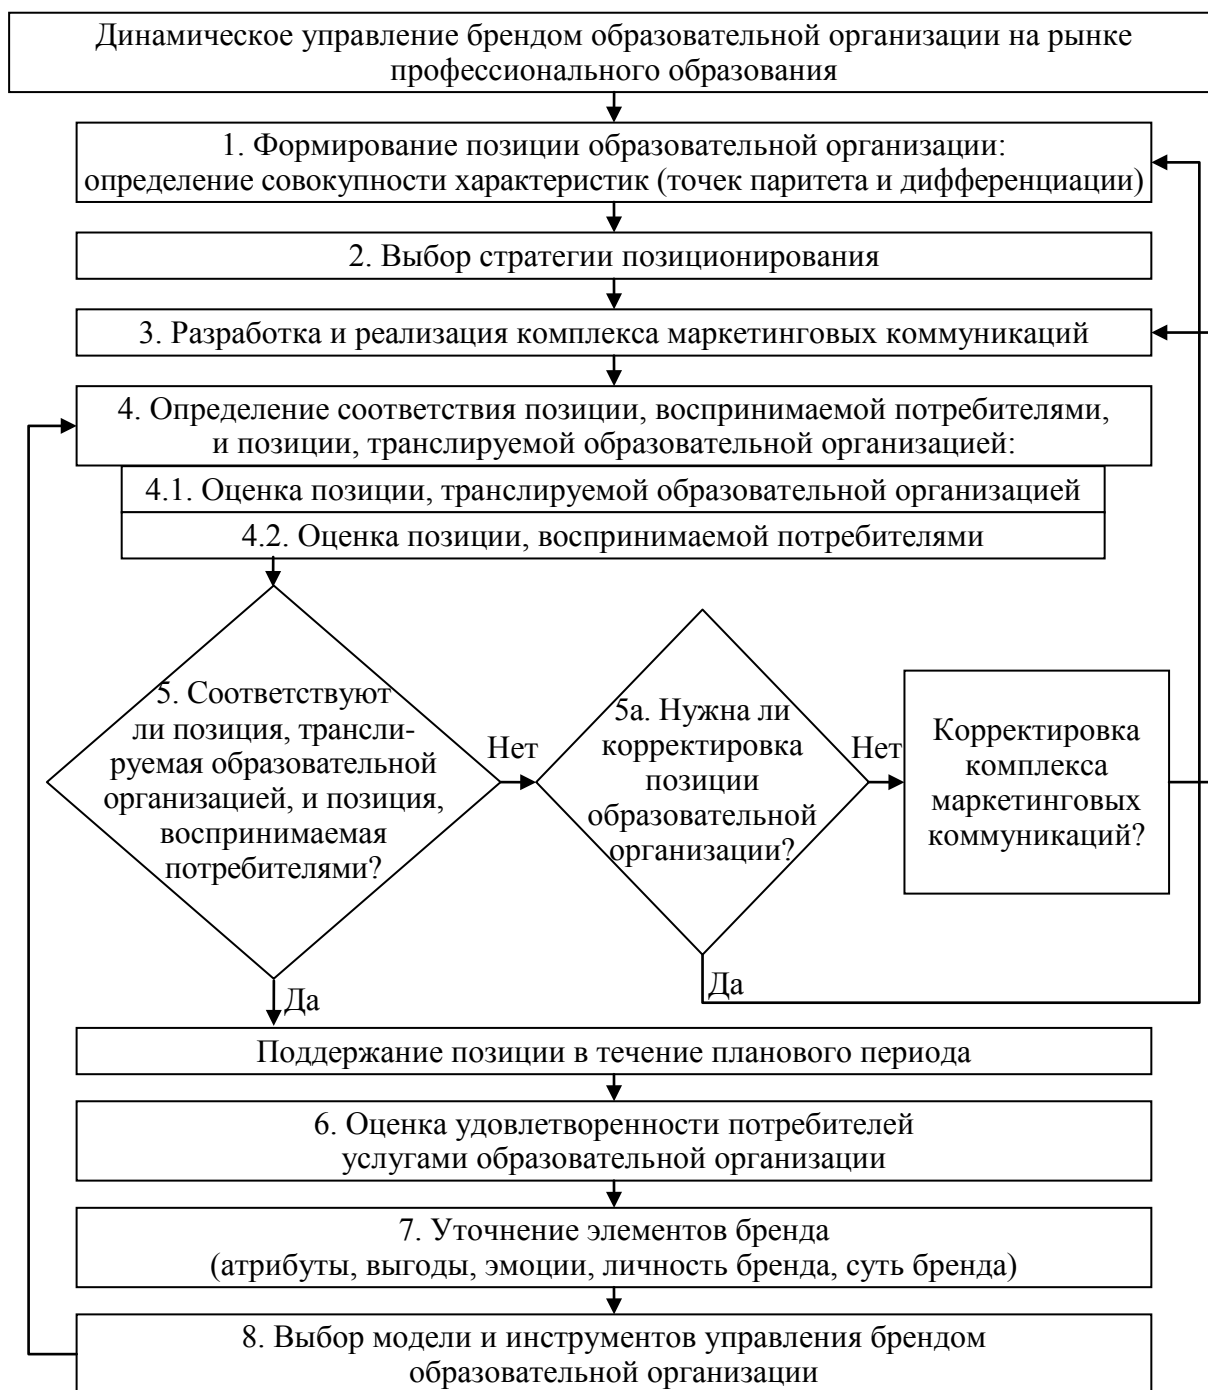 Динамическое управление брендом образовательной организации на рынке
профессионального образования
1. Формирование позиции образовательной организации:
определение совокупности характеристик (точек паритета и дифференциации)
2. Выбор стратегии позиционирования
3. Разработка и реализация комплекса маркетинговых коммуникаций
4. Определение соответствия позиции, воспринимаемой потребителями,
и позиции, транслируемой образовательной организацией:
4.1. Оценка позиции, транслируемой образовательной организацией
4.2. Оценка позиции, воспринимаемой потребителями
5. Соответствуют
ли позиция, трансли-
руемая образовательной
организацией, и позиция,
воспринимаемая
потребителями?
Нет
5а. Нужна ли
корректировка
позиции
образовательной
организации?
Нет
Корректировка
комплекса
маркетинговых
коммуникаций?
Да
Да
Поддержание позиции в течение планового периода
6. Оценка удовлетворенности потребителей
услугами образовательной организации
7. Уточнение элементов бренда
(атрибуты, выгоды, эмоции, личность бренда, суть бренда)
8. Выбор модели и инструментов управления брендом
образовательной организации